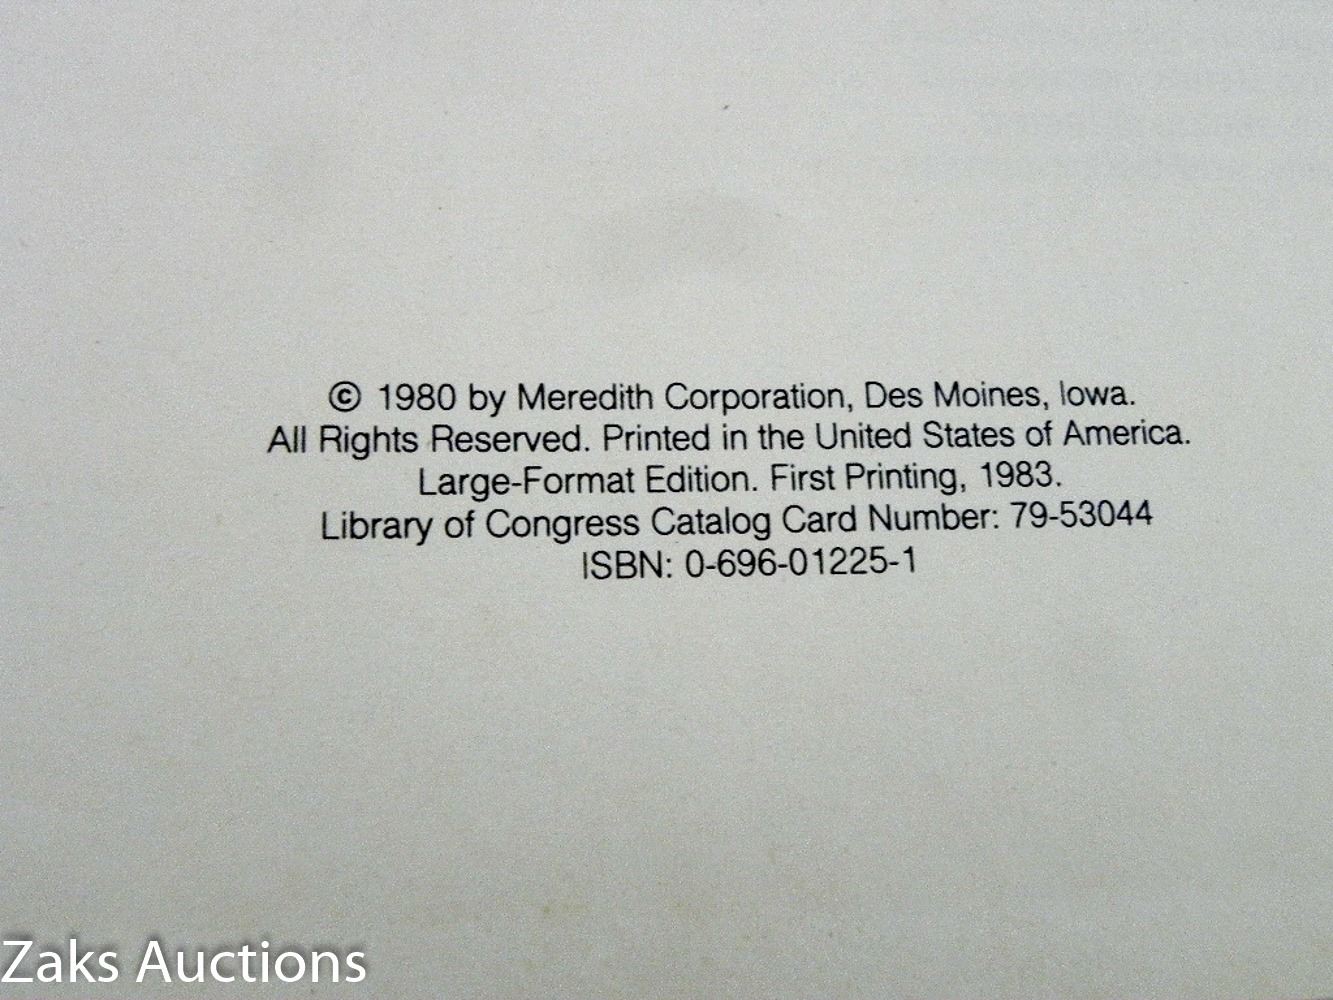 © 1980 by Meredith Corporation, Des Moines, Iowa.
All Rights Reserved. Printed in the United States of America.
Large-Format Edition. First Printing, 1983.
Library of Congress Catalog Card Number: 79-53044
ISBN: 0-696-01225-1
Zaks Auctions